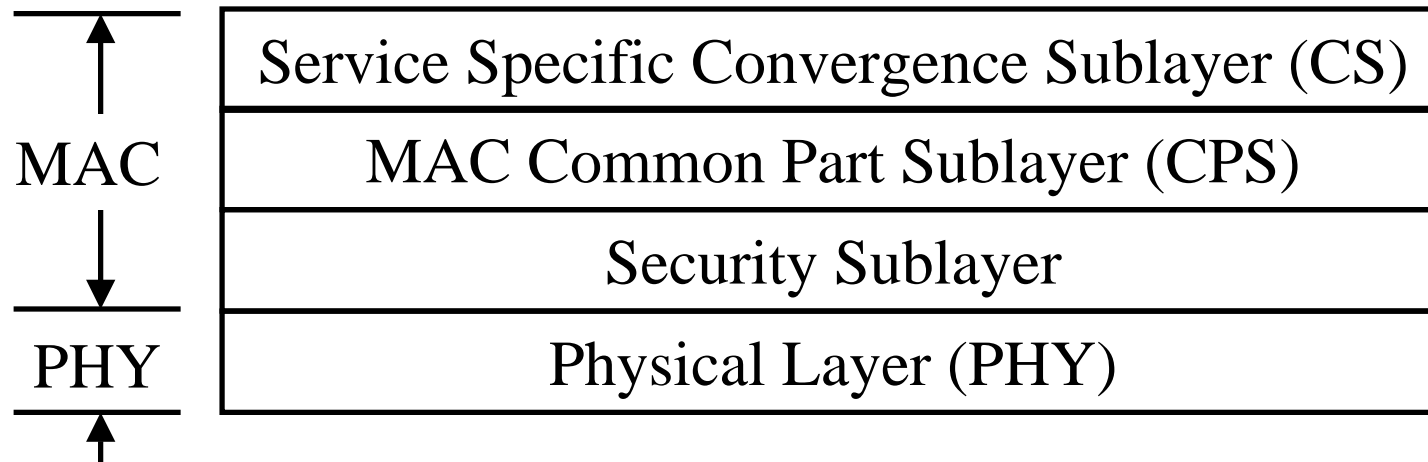 Service Specific Convergence Sublayer (CS)
MAC
MAC Common Part Sublayer (CPS)
Security Sublayer
PHY
Physical Layer (PHY)